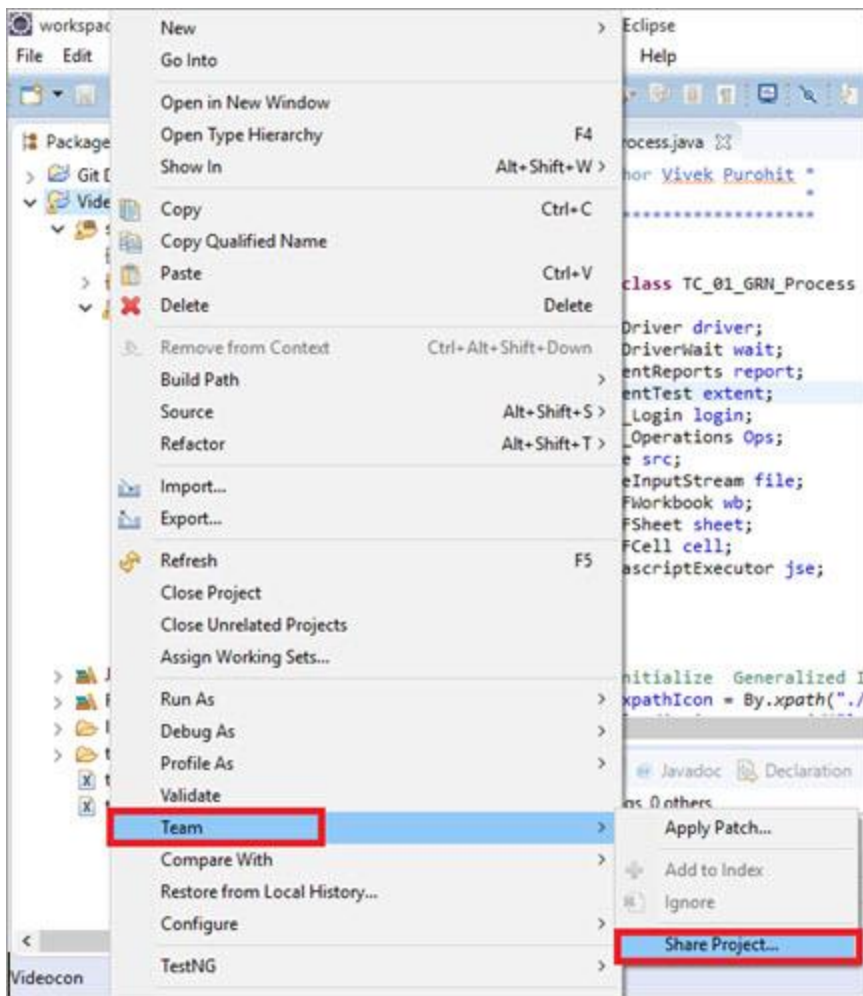 workspac
Eclipse
File Edit
Help
Package
Git D
Vide
New
Go Into
Open in New Window
Open Type Hierarchy F4
Show In Alt+Shift+W
Copy Ctrl+C
Copy Qualified Name
Paste Ctrl+V
Delete Delete
Remove from Context Ctrl+Alt+Shift+Down
Build Path
Source Alt+Shift+S
Refactor Alt+Shift+T
Import...
Export...
Refresh F5
Close Project
Close Unrelated Projects
Assign Working Sets...
Run As
Debug As
Profile As
Validate
Team
Compare With
Restore from Local History...
Configure
TestNG
rocess.java
hor Vivek Purohit *
*
*******************
class TC_01_GRN_Process
Driver driver;
DriverWait wait;
entReports report;
entTest extent;
_Login login;
_Operations Ops;
e src;
eInputStream file;
FWorkbook wb;
FSheet sheet;
FCell cell;
ascriptExecutor jse;
nitialize Generalized I
xpathIcon = By.xpath("./
Javadoc Declaration
gs, 0 others
Apply Patch...
Add to Index
Ignore
Share Project...
Videocon